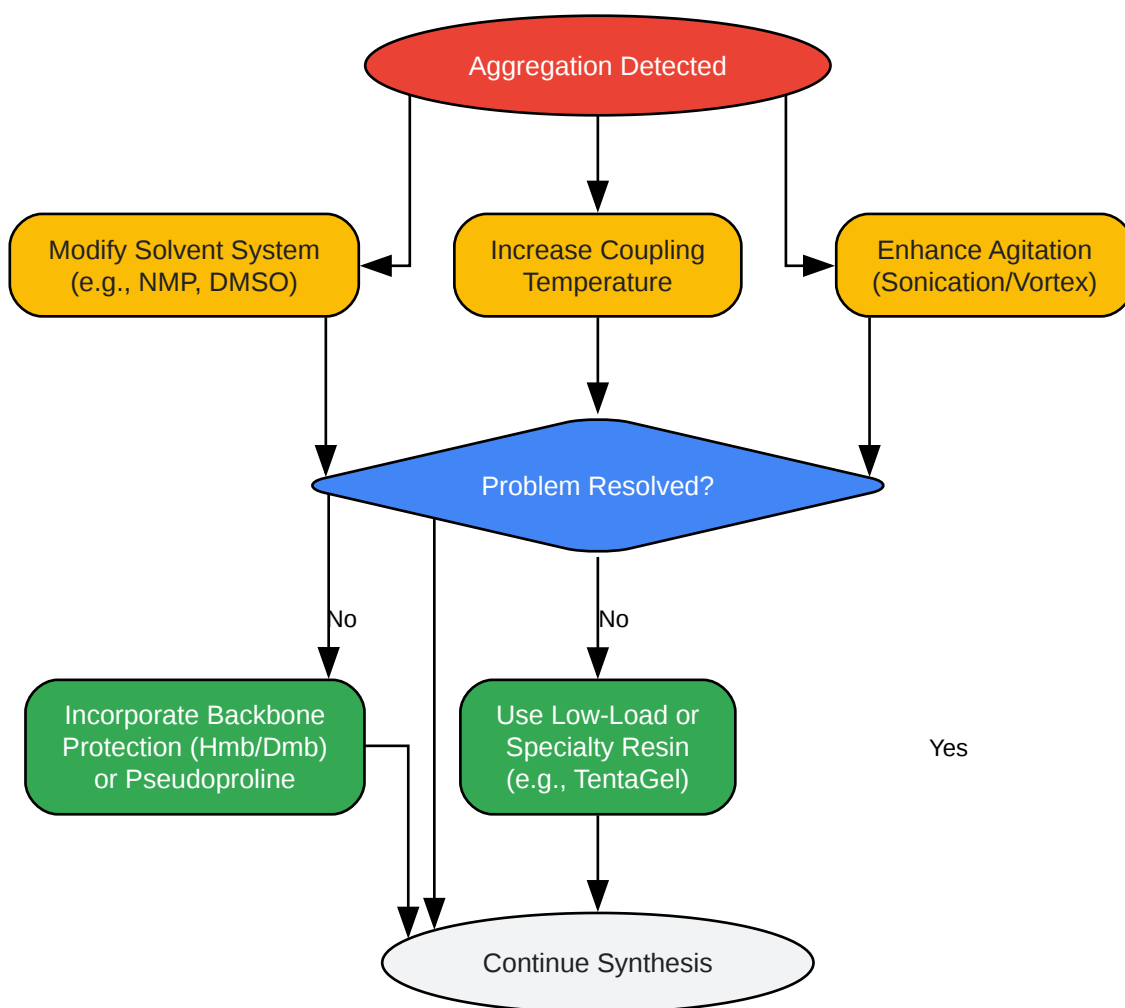 Aggregation Detected
Modify Solvent System
(e.g., NMP, DMSO)
Increase Coupling
Temperature
Enhance Agitation
(Sonication/Vortex)
Problem Resolved?
No
No
Incorporate Backbone
Protection (Hmb/Dmb)
or Pseudoproline
Use Low-Load or
Specialty Resin
(e.g., TentaGel)
Yes
Continue Synthesis